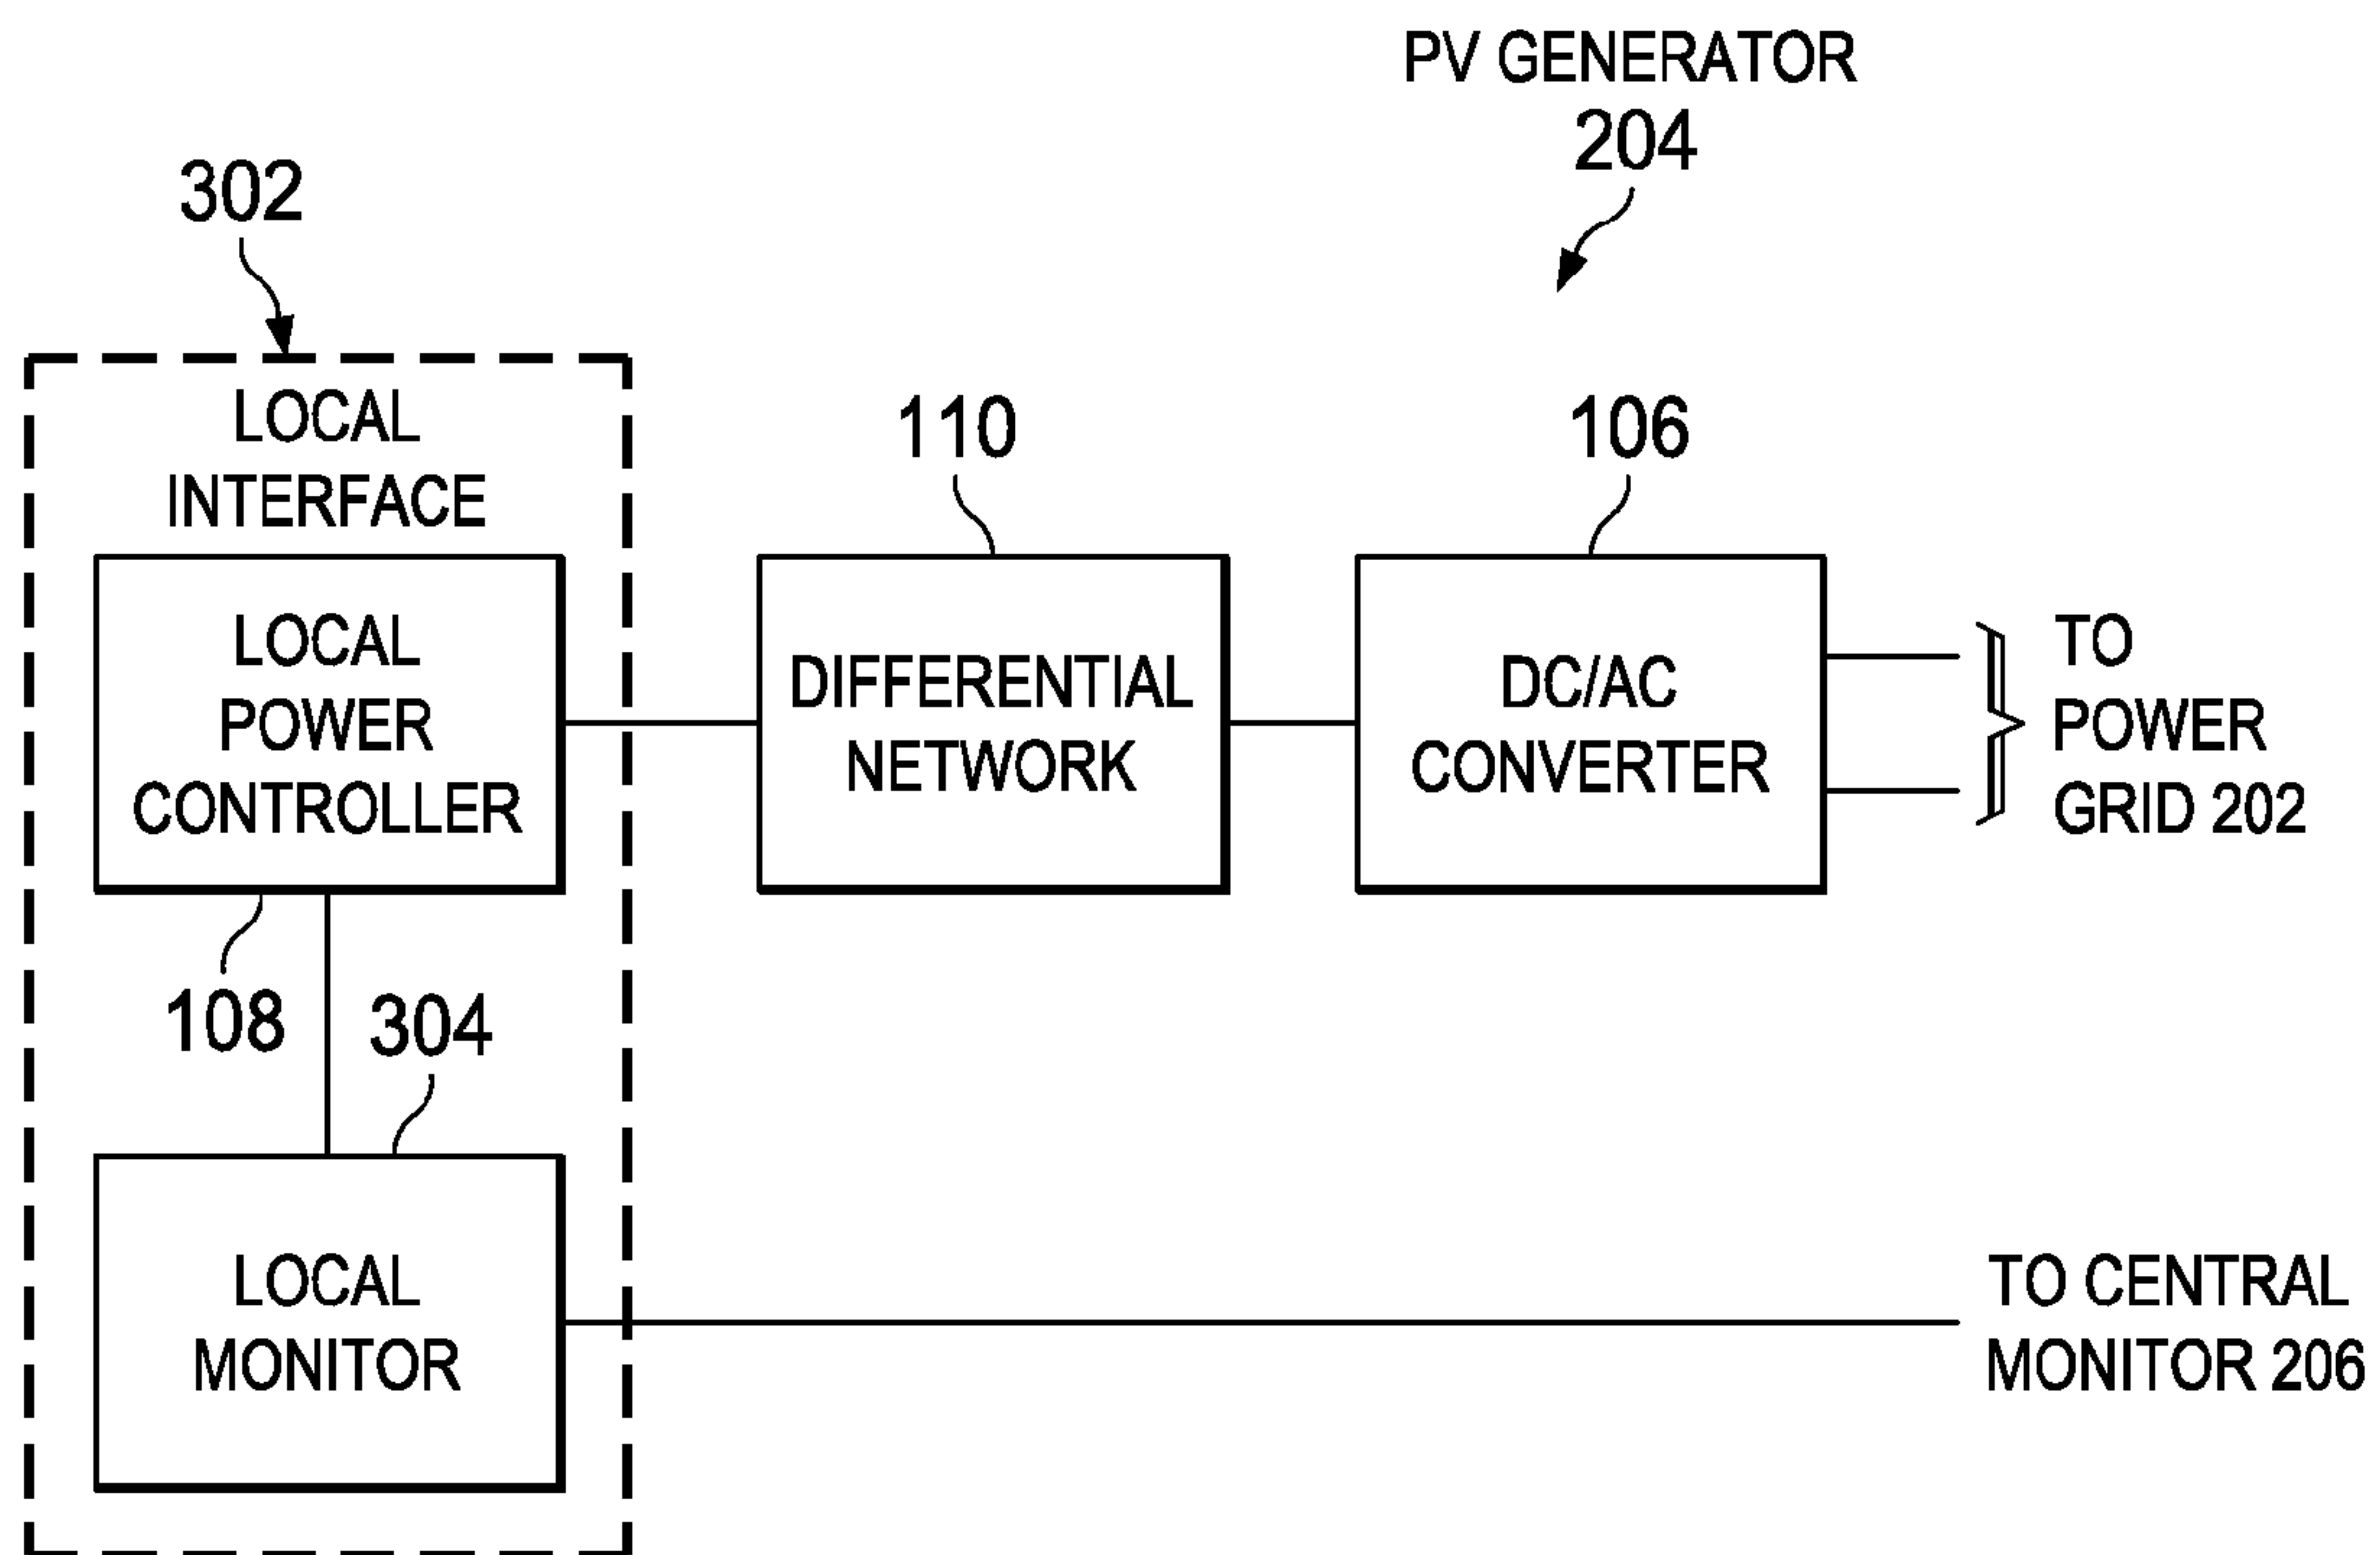 PV GENERATOR
204
302
LOCAL
INTERFACE
110
106
LOCAL
POWER
CONTROLLER
DIFFERENTIAL
NETWORK
DC/AC
CONVERTER
TO
POWER
GRID 202
108
304
LOCAL
MONITOR
TO CENTRAL
MONITOR 206